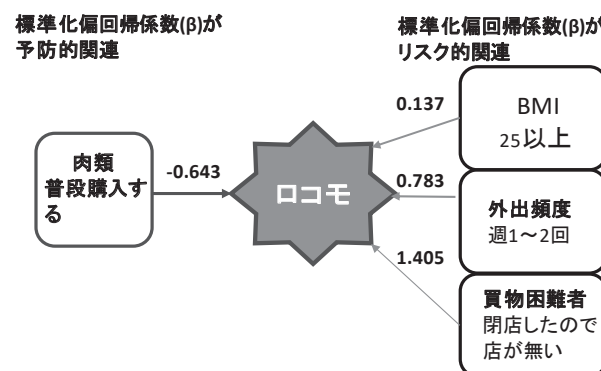 標準化偏回帰係数(β)が
予防的関連
標準化偏回帰係数(β)が
リスク的関連
肉類
普段購入す
る
-0.643
ロコモ
0.137
BMI
25以上
0.783
外出頻度
週1～2回
1.405
買物困難者
閉店したので
店が無い